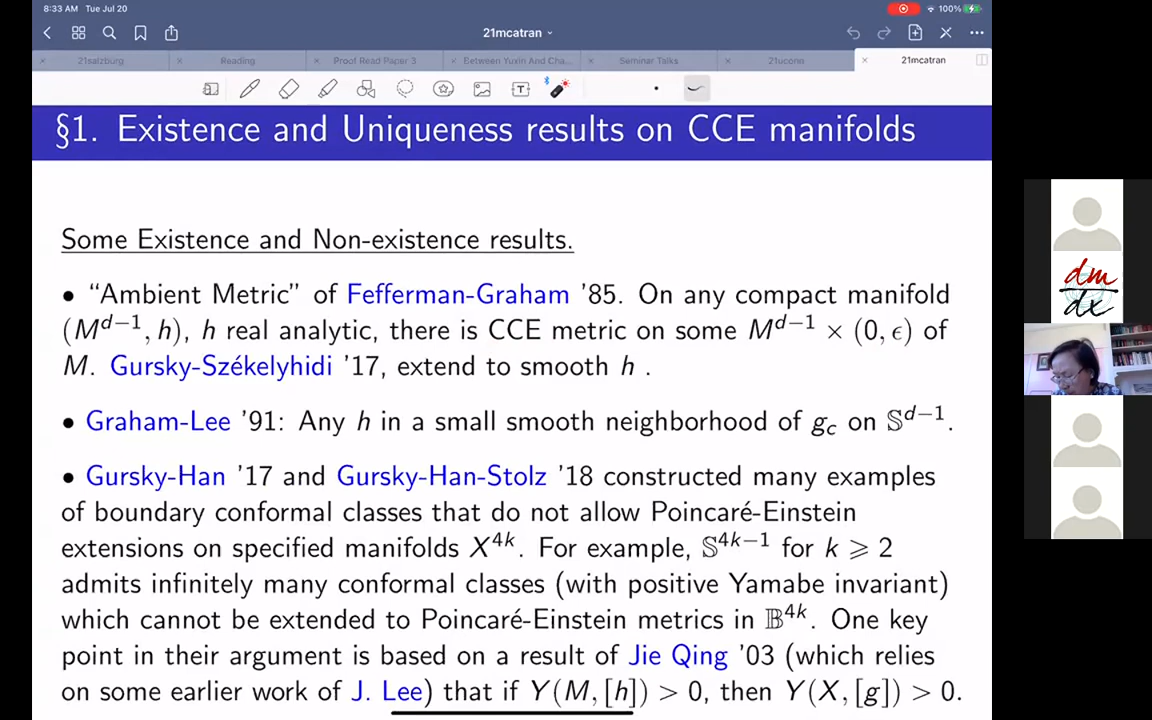 8:33 AM Tue Jul 20
100%
21mcatran
21salzburg
Reading
Proof Read Paper 3
Between Yuxin And Cha...
Seminar Talks
21uconn
21mcatran
§1. Existence and Uniqueness results on CCE manifolds
Some Existence and Non-existence results.
• “Ambient Metric” of Fefferman-Graham ’85. On any compact manifold
(M^{d−1}, h), h real analytic, there is CCE metric on some M^{d−1} × (0, ϵ) of
M. Gursky-Székelyhidi ’17, extend to smooth h .
• Graham-Lee ’91: Any h in a small smooth neighborhood of g_c on 𝕊^{d−1}.
• Gursky-Han ’17 and Gursky-Han-Stolz ’18 constructed many examples
of boundary conformal classes that do not allow Poincaré-Einstein
extensions on specified manifolds X^{4k}. For example, 𝕊^{4k−1} for k ⩾ 2
admits infinitely many conformal classes (with positive Yamabe invariant)
which cannot be extended to Poincaré-Einstein metrics in 𝔹^{4k}. One key
point in their argument is based on a result of Jie Qing ’03 (which relies
on some earlier work of J. Lee) that if Y(M, [h]) > 0, then Y(X, [g]) > 0.
dm
dx